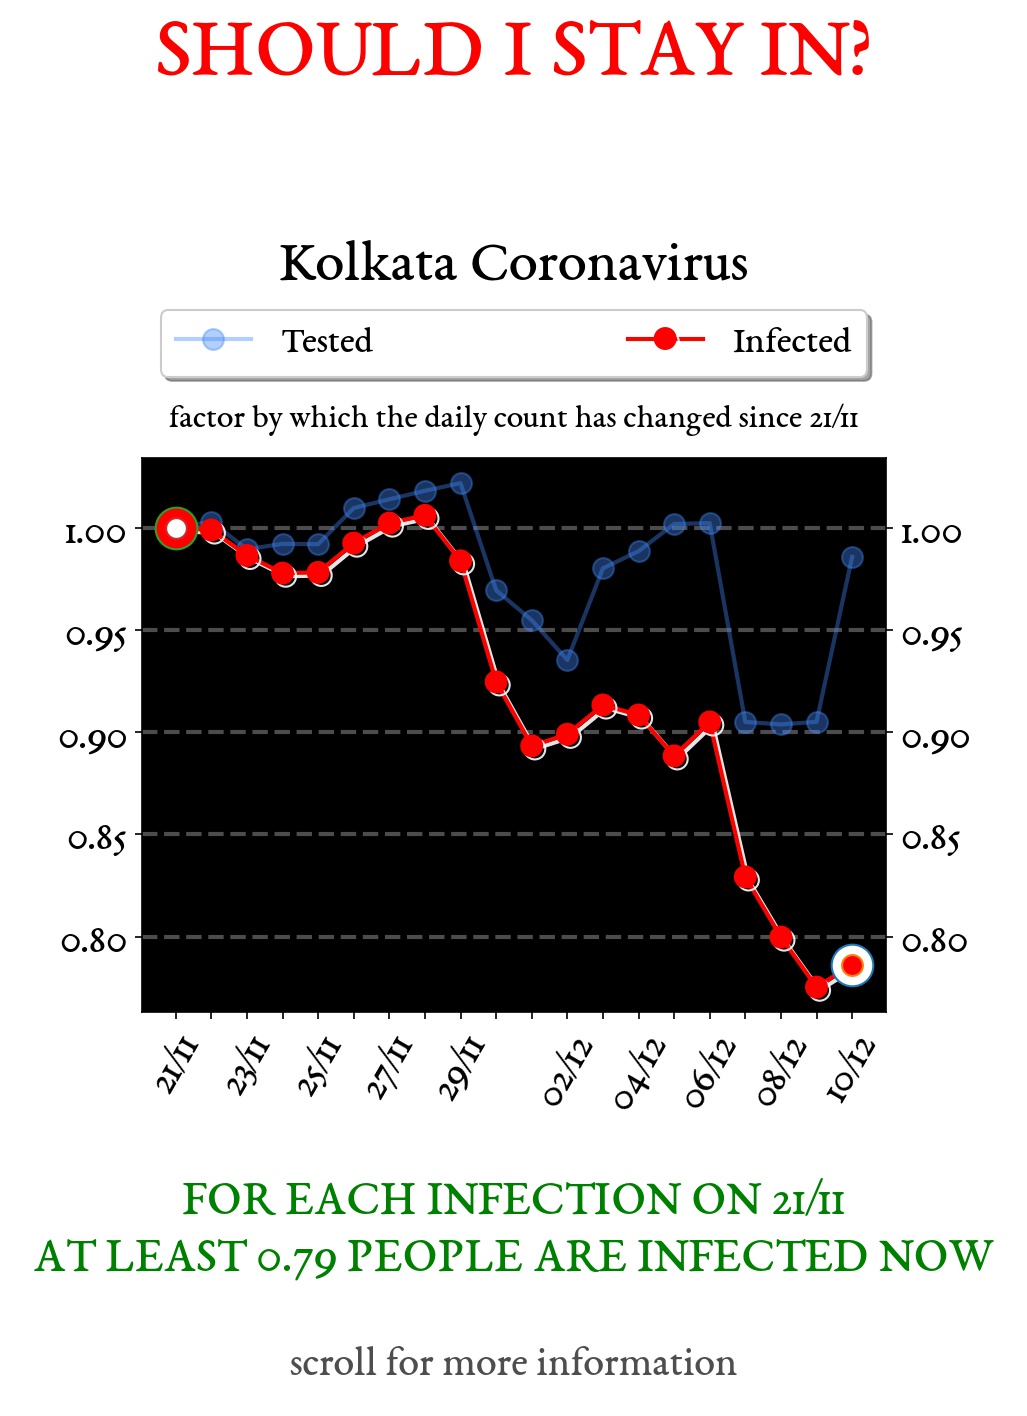 SHOULD I STAY IN?
Kolkata Coronavirus
Tested Infected
factor by which the daily count has changed since 21/11
1.00 1.00
0.95 0.95
0.90 0.90
0.85 0.85
0.80 0.80
21/11 23/11 25/11 27/11 29/11 02/12 04/12 06/12 08/12 10/12
FOR EACH INFECTION ON 21/11
AT LEAST 0.79 PEOPLE ARE INFECTED NOW
scroll for more information